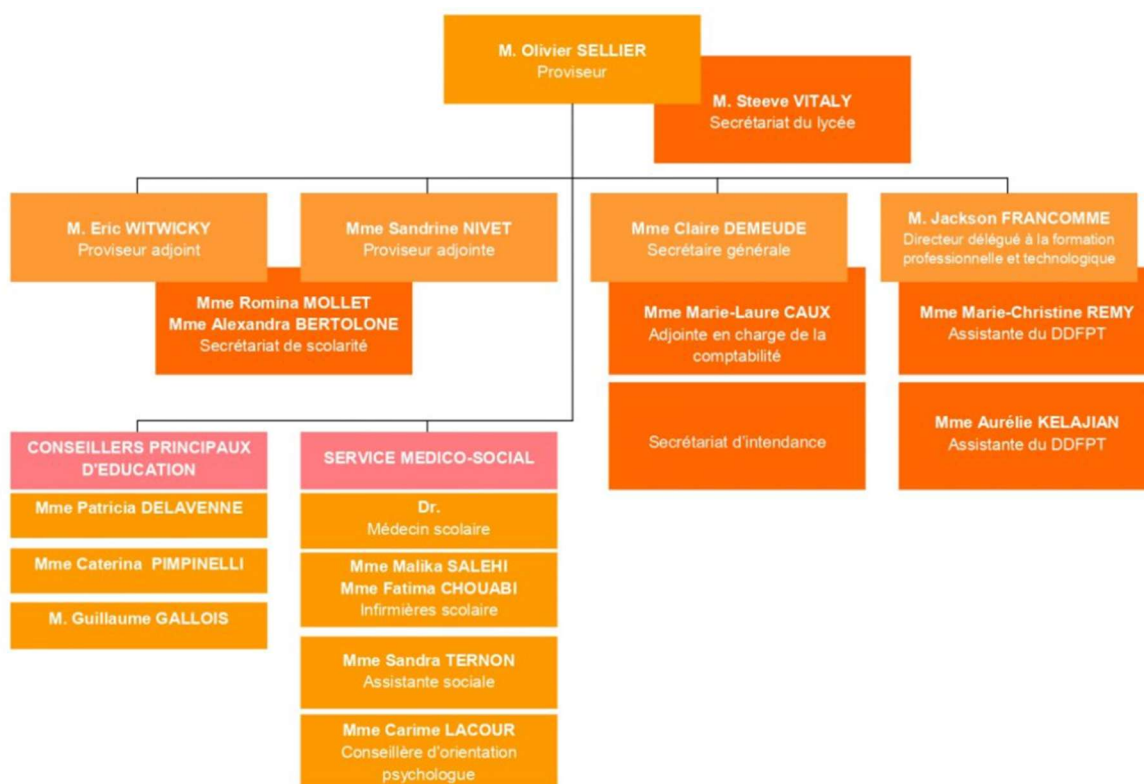 M. Olivier SELLIER
Proviseur
M. Steeve VITALY
Secrétariat du lycée
M. Eric WITWICKY
Proviseur adjoint
Mme Sandrine NIVET
Proviseur adjointe
Mme Claire DEMEUDE
Secrétaire générale
M. Jackson FRANCOMME
Directeur délégué à la formation
professionnelle et technologique
Mme Romina MOLLET
Mme Alexandra BERTOLONE
Secrétariat de scolarité
Mme Marie-Laure CAUX
Adjointe en charge de la
comptabilité
Mme Marie-Christine REMY
Assistante du DDFPT
Secrétariat d'intendance
Mme Aurélie KELAJIAN
Assistante du DDFPT
CONSEILLERS PRINCIPAUX
D'EDUCATION
Mme Patricia DELAVENNE
Mme Caterina PIMPINELLI
M. Guillaume GALLOIS
SERVICE MEDICO-SOCIAL
Dr.
Médecin scolaire
Mme Malika SALEHI
Mme Fatima CHOUABI
Infirmières scolaire
Mme Sandra TERNON
Assistante sociale
Mme Carime LACOUR
Conseillère d'orientation
psychologue